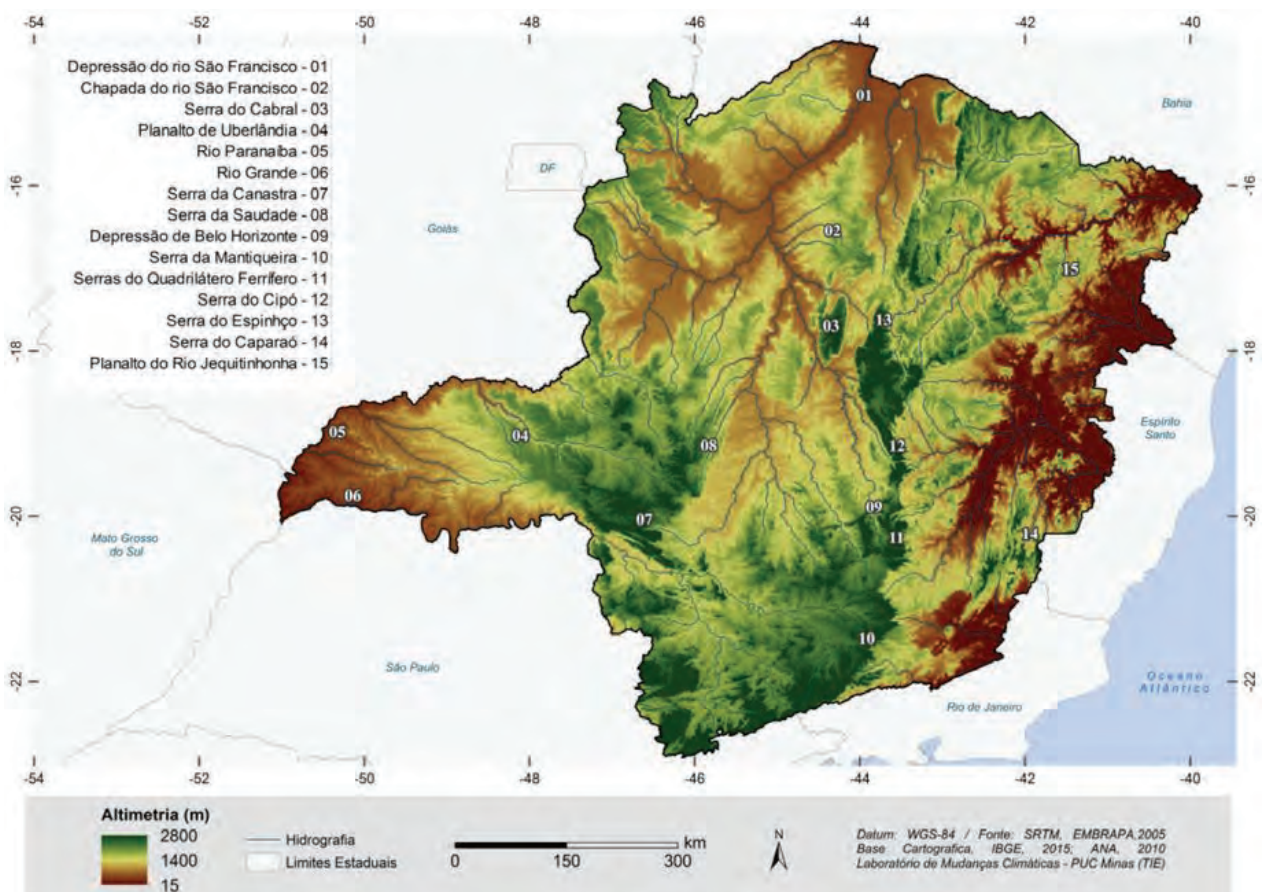 -54 -52 -50 -48 -46 -44 -42 -40
Depressão do rio São Francisco - 01
Chapada do rio São Francisco - 02
Serra do Cabral - 03
Planalto de Uberlândia - 04
Rio Paranaíba - 05
Rio Grande - 06
Serra da Canastra - 07
Serra da Saudade - 08
Depressão de Belo Horizonte - 09
Serra da Mantiqueira - 10
Serras do Quadrilátero Ferrífero - 11
Serra do Cipó - 12
Serra do Espinhço - 13
Serra do Caparaó - 14
Planalto do Rio Jequitinhonha - 15
01
Bahia
DF
-16 -16
Goiás
02
15
03
13
-18 -18
05
04
08
12
Espírito
Santo
06
07
09
-20 -20
Mato Grosso
do Sul
11
14
10
São Paulo
-22 -22
Oceano
Atlântico
Rio de Janeiro
-54 -52 -50 -48 -46 -44 -42 -40
Altimetria (m)
2800
1400
15
Hidrografia
Limites Estaduais
km
0 150 300
N
Datum: WGS-84 / Fonte: SRTM, EMBRAPA,2005
Base Cartografica, IBGE, 2015; ANA, 2010
Laboratório de Mudanças Climáticas - PUC Minas (TIE)